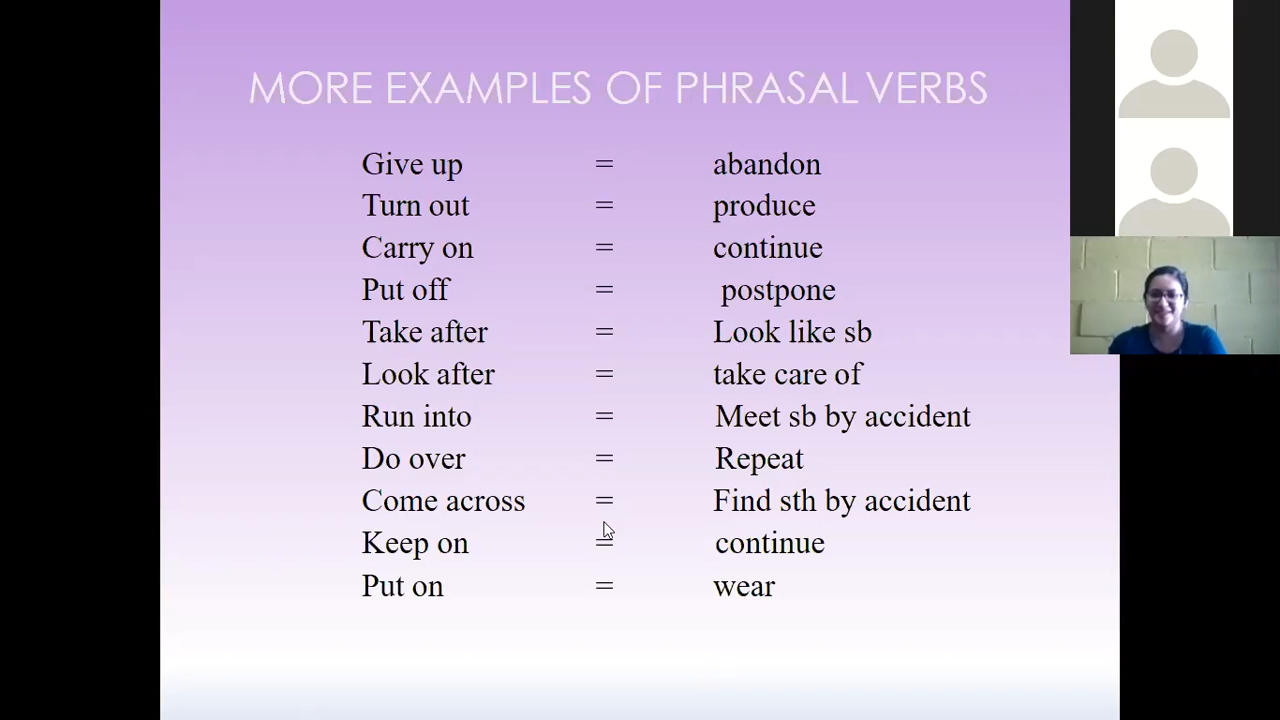 MORE EXAMPLES OF PHRASAL VERBS
Give up = abandon
Turn out = produce
Carry on = continue
Put off = postpone
Take after = Look like sb
Look after = take care of
Run into = Meet sb by accident
Do over = Repeat
Come across = Find sth by accident
Keep on = continue
Put on = wear